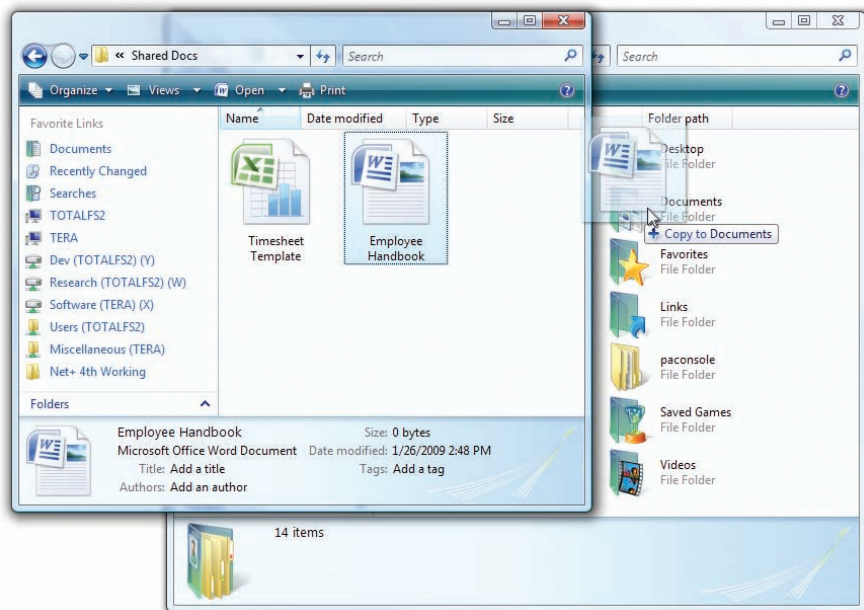 « Shared Docs
Search
Search
Organize Views Open Print
Favorite Links
Documents
Recently Changed
Searches
TOTALFS2
TERA
Dev (TOTALFS2) (Y)
Research (TOTALFS2) (W)
Software (TERA) (X)
Users (TOTALFS2)
Miscellaneous (TERA)
Net+ 4th Working
Folders
Name Date modified Type Size
Timesheet
Template
Employee
Handbook
Employee Handbook
Microsoft Office Word Document
Title: Add a title
Authors: Add an author
Size: 0 bytes
Date modified: 1/26/2009 2:48 PM
Tags: Add a tag
Folder path
Desktop
File Folder
Documents
File Folder
Copy to Documents
Favorites
File Folder
Links
File Folder
paconsole
File Folder
Saved Games
File Folder
Videos
File Folder
14 items